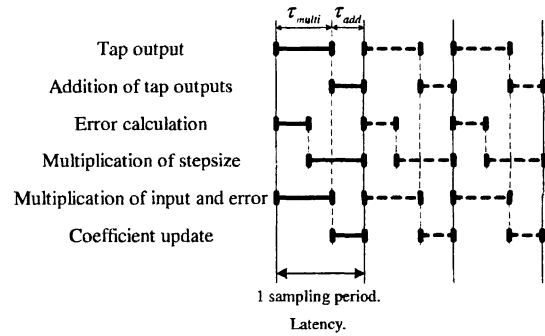 τmulti τadd
Tap output
Addition of tap outputs
Error calculation
Multiplication of stepsize
Multiplication of input and error
Coefficient update
1 sampling period.
Latency.